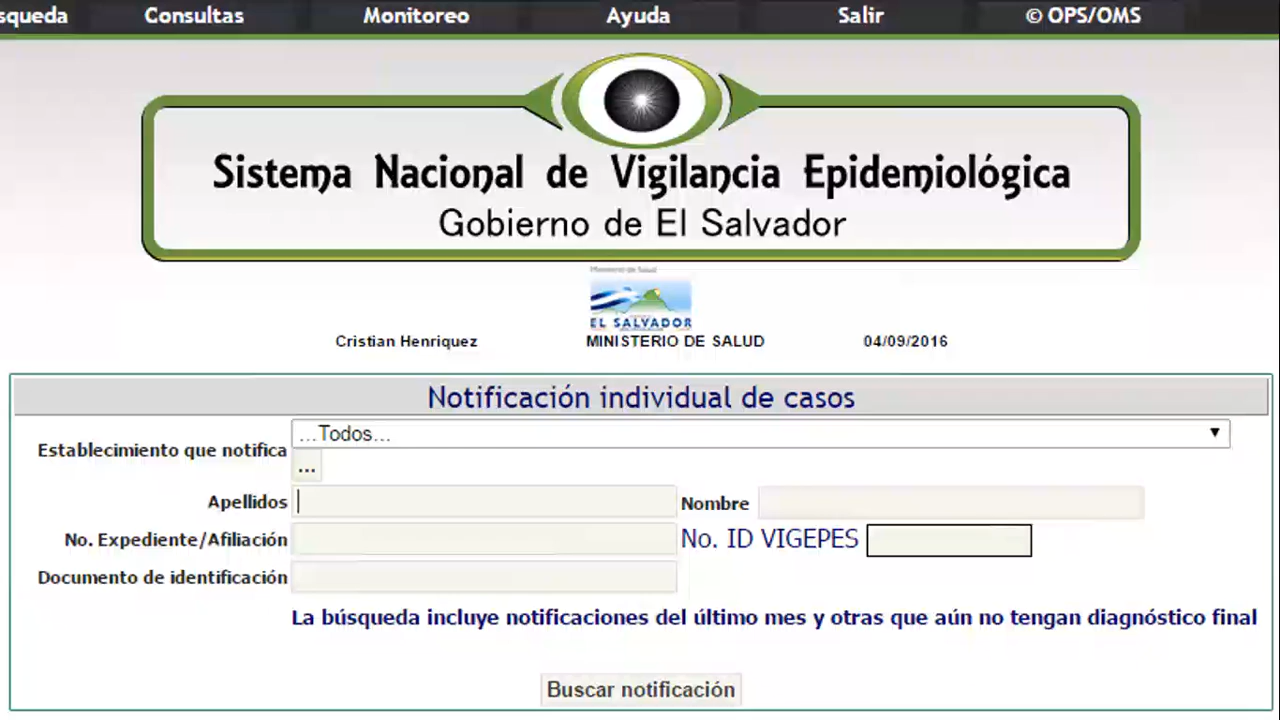 squeda Consultas Monitoreo Ayuda Salir © OPS/OMS
Sistema Nacional de Vigilancia Epidemiológica
Gobierno de El Salvador
Ministerio de Salud
EL SALVADOR
Cristian Henriquez MINISTERIO DE SALUD 04/09/2016
Notificación individual de casos
Establecimiento que notifica ...Todos...
...
Apellidos Nombre
No. Expediente/Afiliación No. ID VIGEPES
Documento de identificación
La búsqueda incluye notificaciones del último mes y otras que aún no tengan diagnóstico final
Buscar notificación